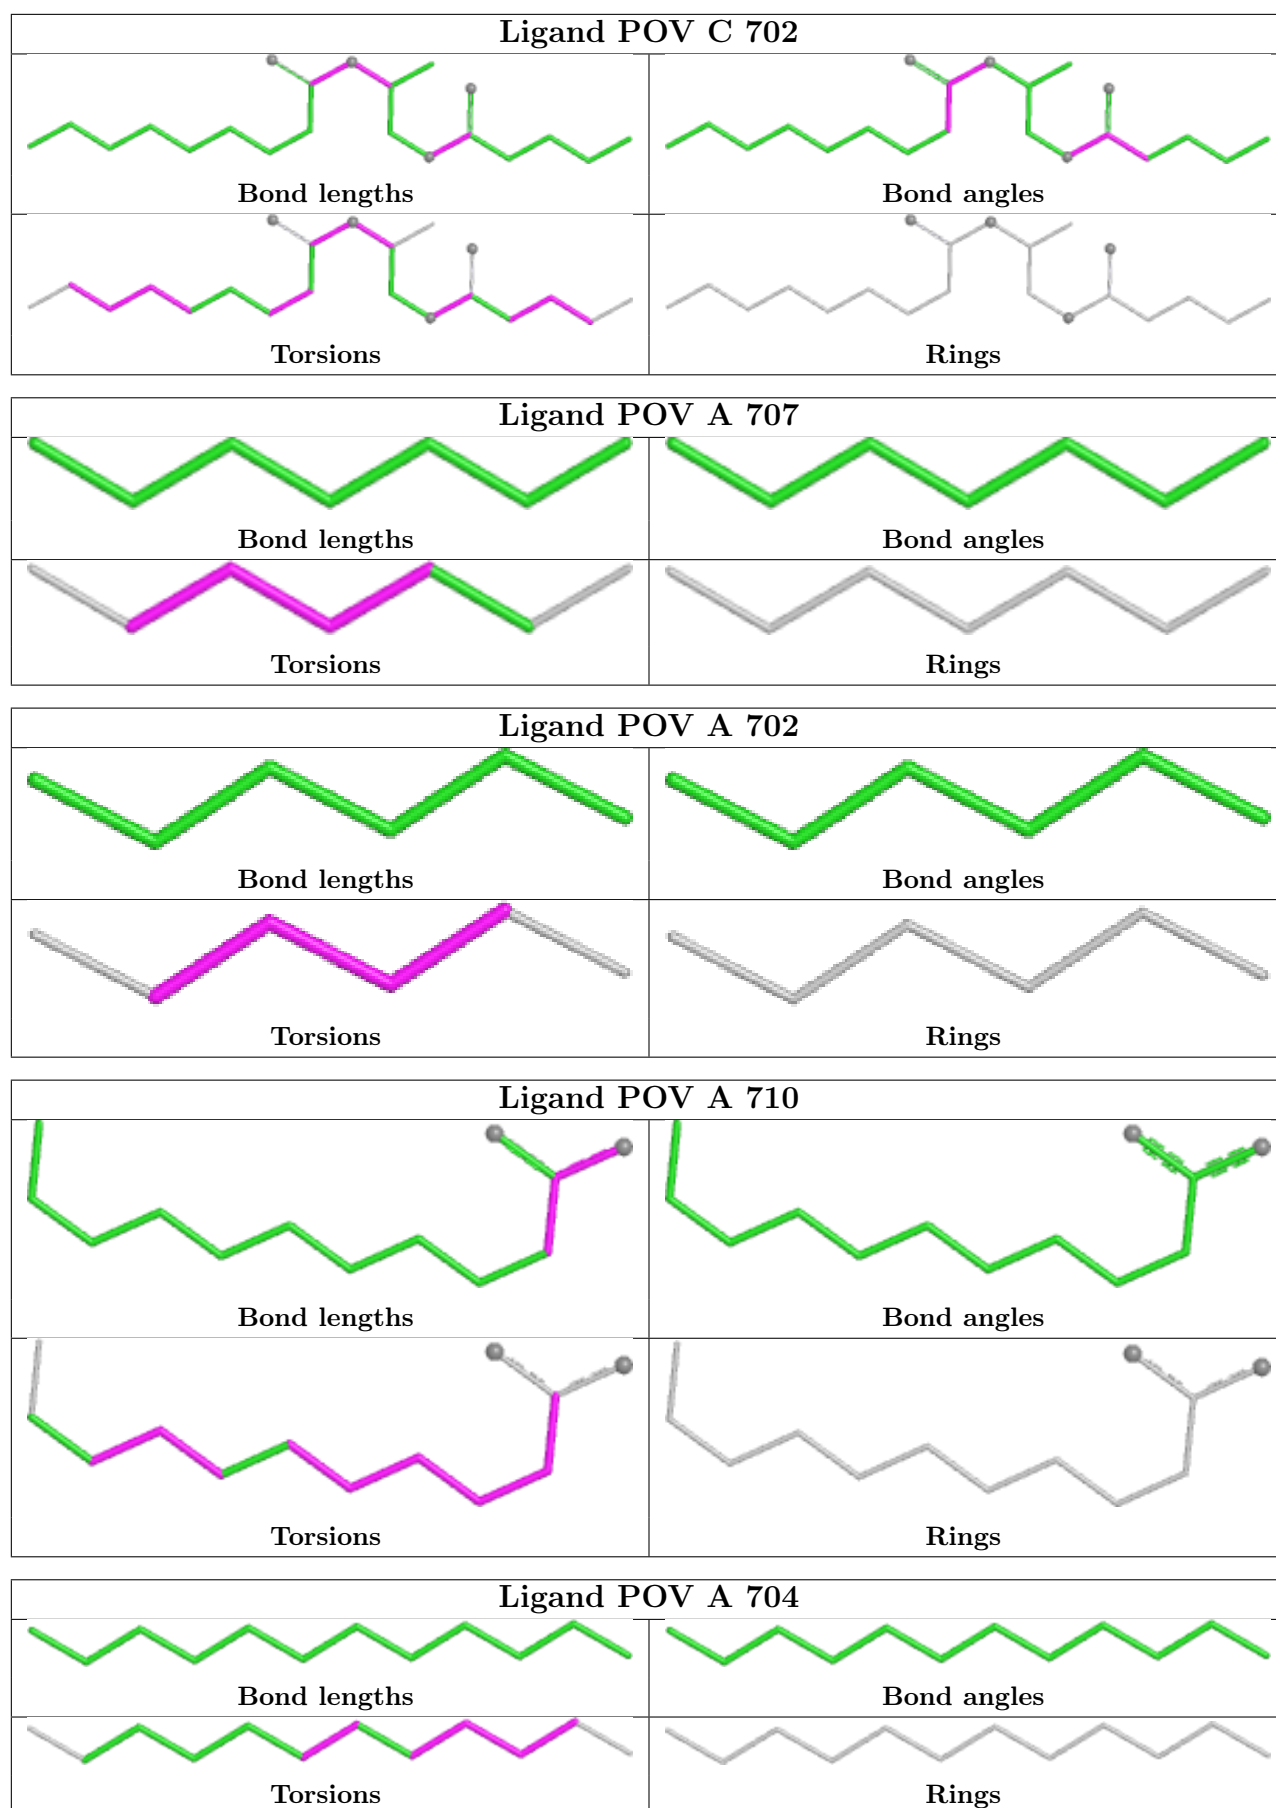 Ligand POV C 702
Bond lengths
Bond angles
Torsions
Rings
Ligand POV A 707
Bond lengths
Bond angles
Torsions
Rings
Ligand POV A 702
Bond lengths
Bond angles
Torsions
Rings
Ligand POV A 710
Bond lengths
Bond angles
Torsions
Rings
Ligand POV A 704
Bond lengths
Bond angles
Torsions
Rings